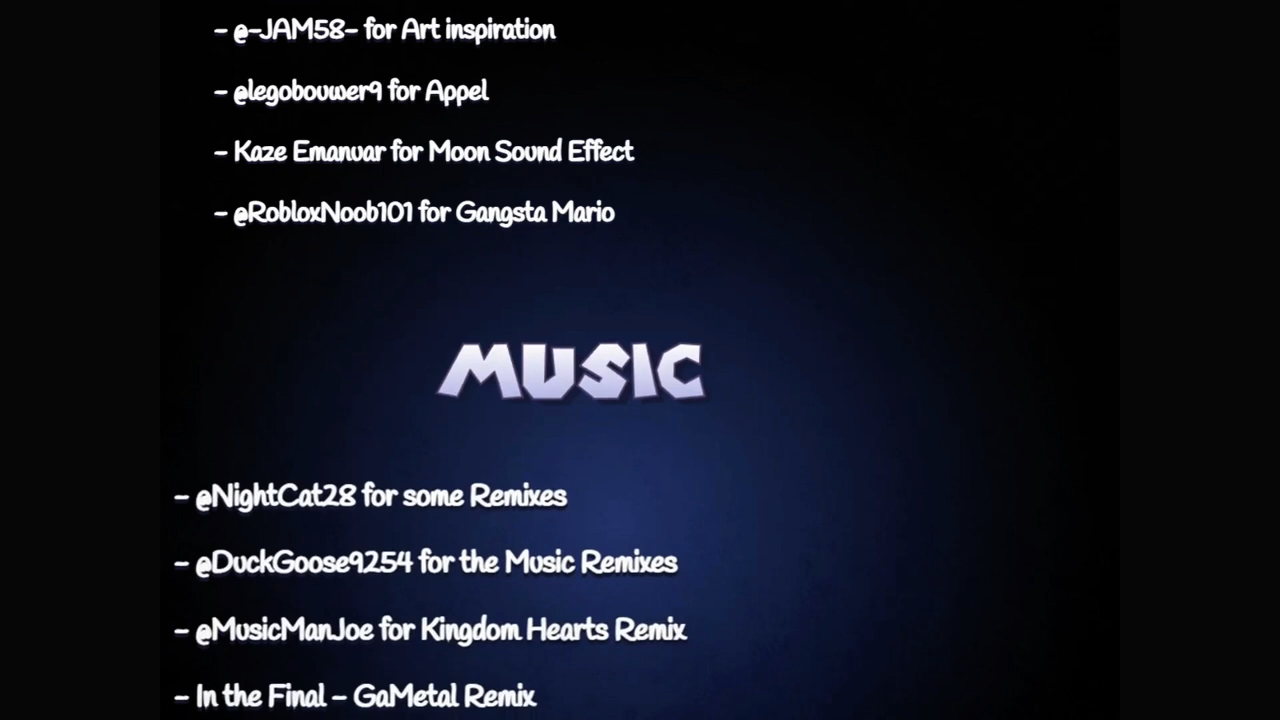 - @-JAM58- for Art inspiration
- @legobouwer9 for Appel
- Kaze Emanuar for Moon Sound Effect
- @RobloxNoob101 for Gangsta Mario
MUSIC
- @NightCat28 for some Remixes
- @DuckGoose9254 for the Music Remixes
- @MusicManJoe for Kingdom Hearts Remix
- In the Final - GaMetal Remix